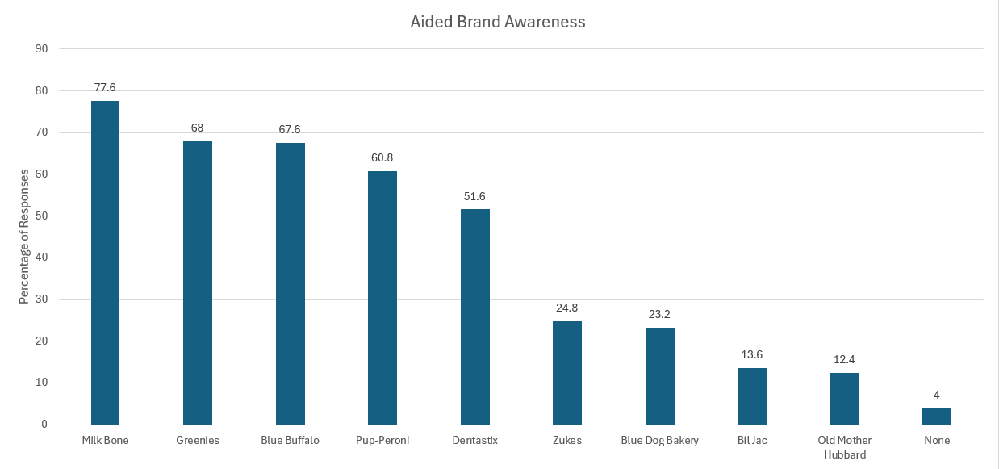 Aided Brand Awareness
Percentage of Responses
90
80
70
60
50
40
30
20
10
0
77.6
68
67.6
60.8
51.6
24.8
23.2
13.6
12.4
4
Milk Bone
Greenies
Blue Buffalo
Pup-Peroni
Dentastix
Zukes
Blue Dog Bakery
Bil Jac
Old Mother
Hubbard
None